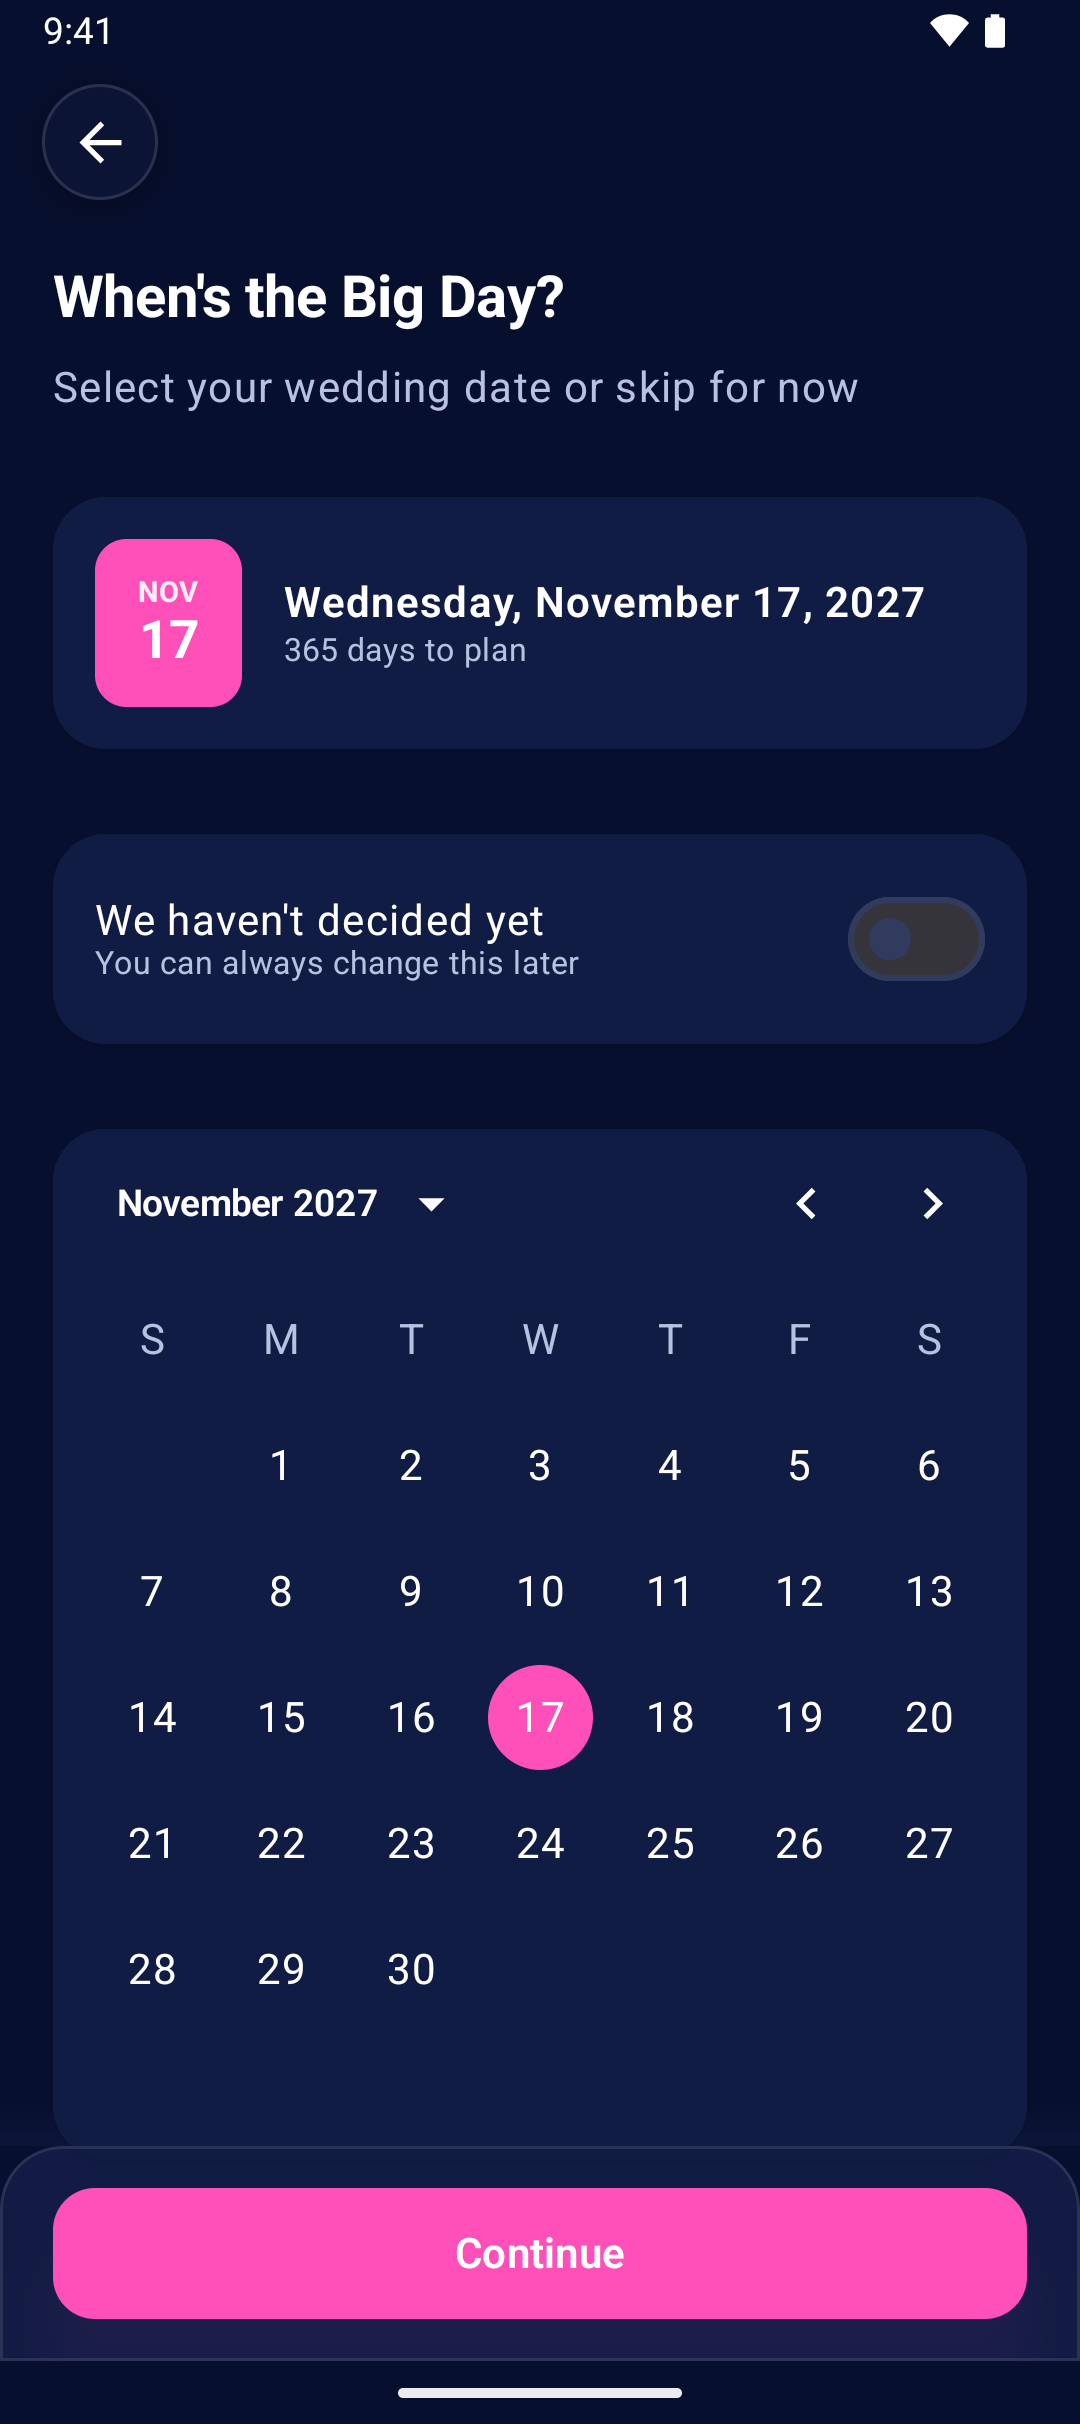 9:41
When's the Big Day?
Select your wedding date or skip for now
NOV
17
Wednesday, November 17, 2027
365 days to plan
We haven't decided yet
You can always change this later
November 2027
S M T W T F S
1 2 3 4 5 6
7 8 9 10 11 12 13
14 15 16 17 18 19 20
21 22 23 24 25 26 27
28 29 30
Continue